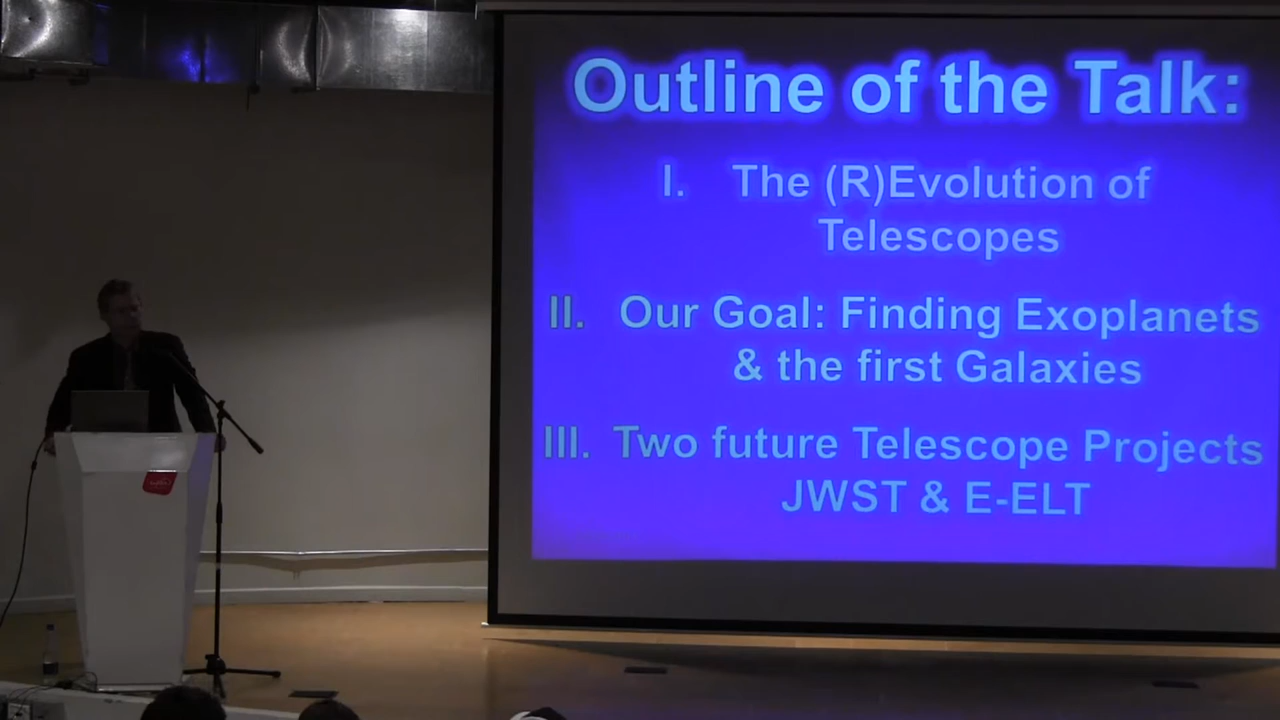 Outline of the Talk:
I. The (R)Evolution of
Telescopes
II. Our Goal: Finding Exoplanets
& the first Galaxies
III. Two future Telescope Projects
JWST & E-ELT